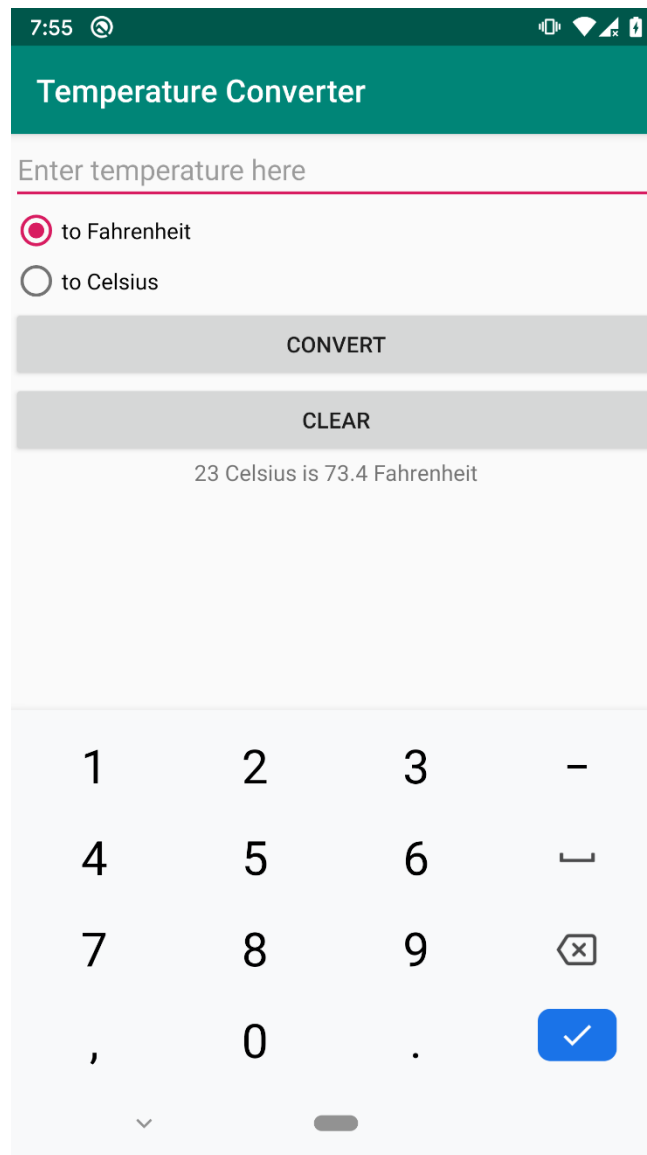 7:55
Temperature Converter
Enter temperature here
to Fahrenheit
to Celsius
CONVERT
CLEAR
23 Celsius is 73.4 Fahrenheit
1 2 3 -
4 5 6
7 8 9
, 0 .